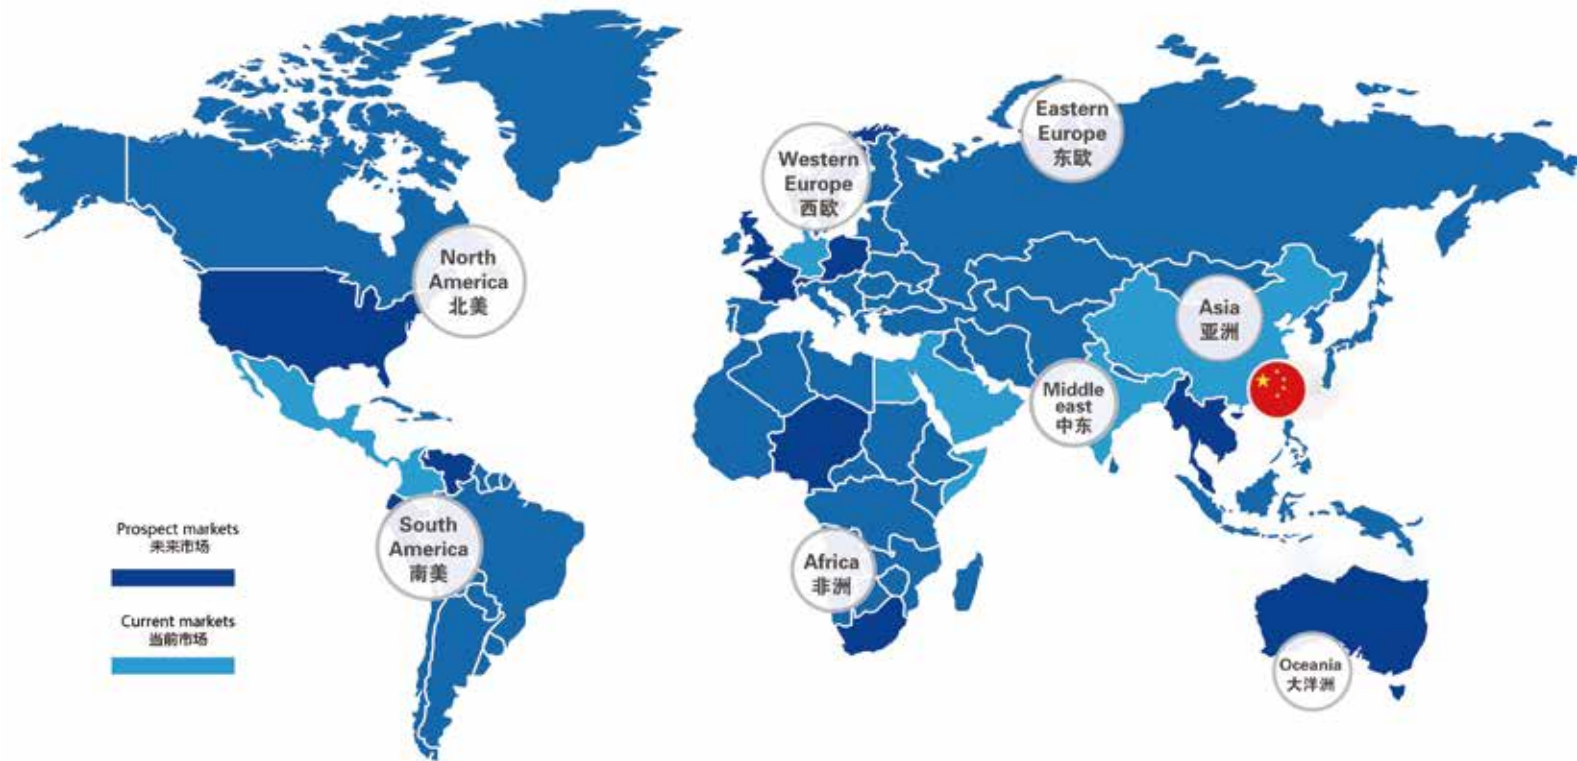 Eastern
Europe
东欧
Western
Europe
西欧
North
America
北美
Asia
亚洲
Middle
east
中东
South
America
南美
Prospect markets
未来市场
Africa
非洲
Current markets
当前市场
Oceania
大洋洲